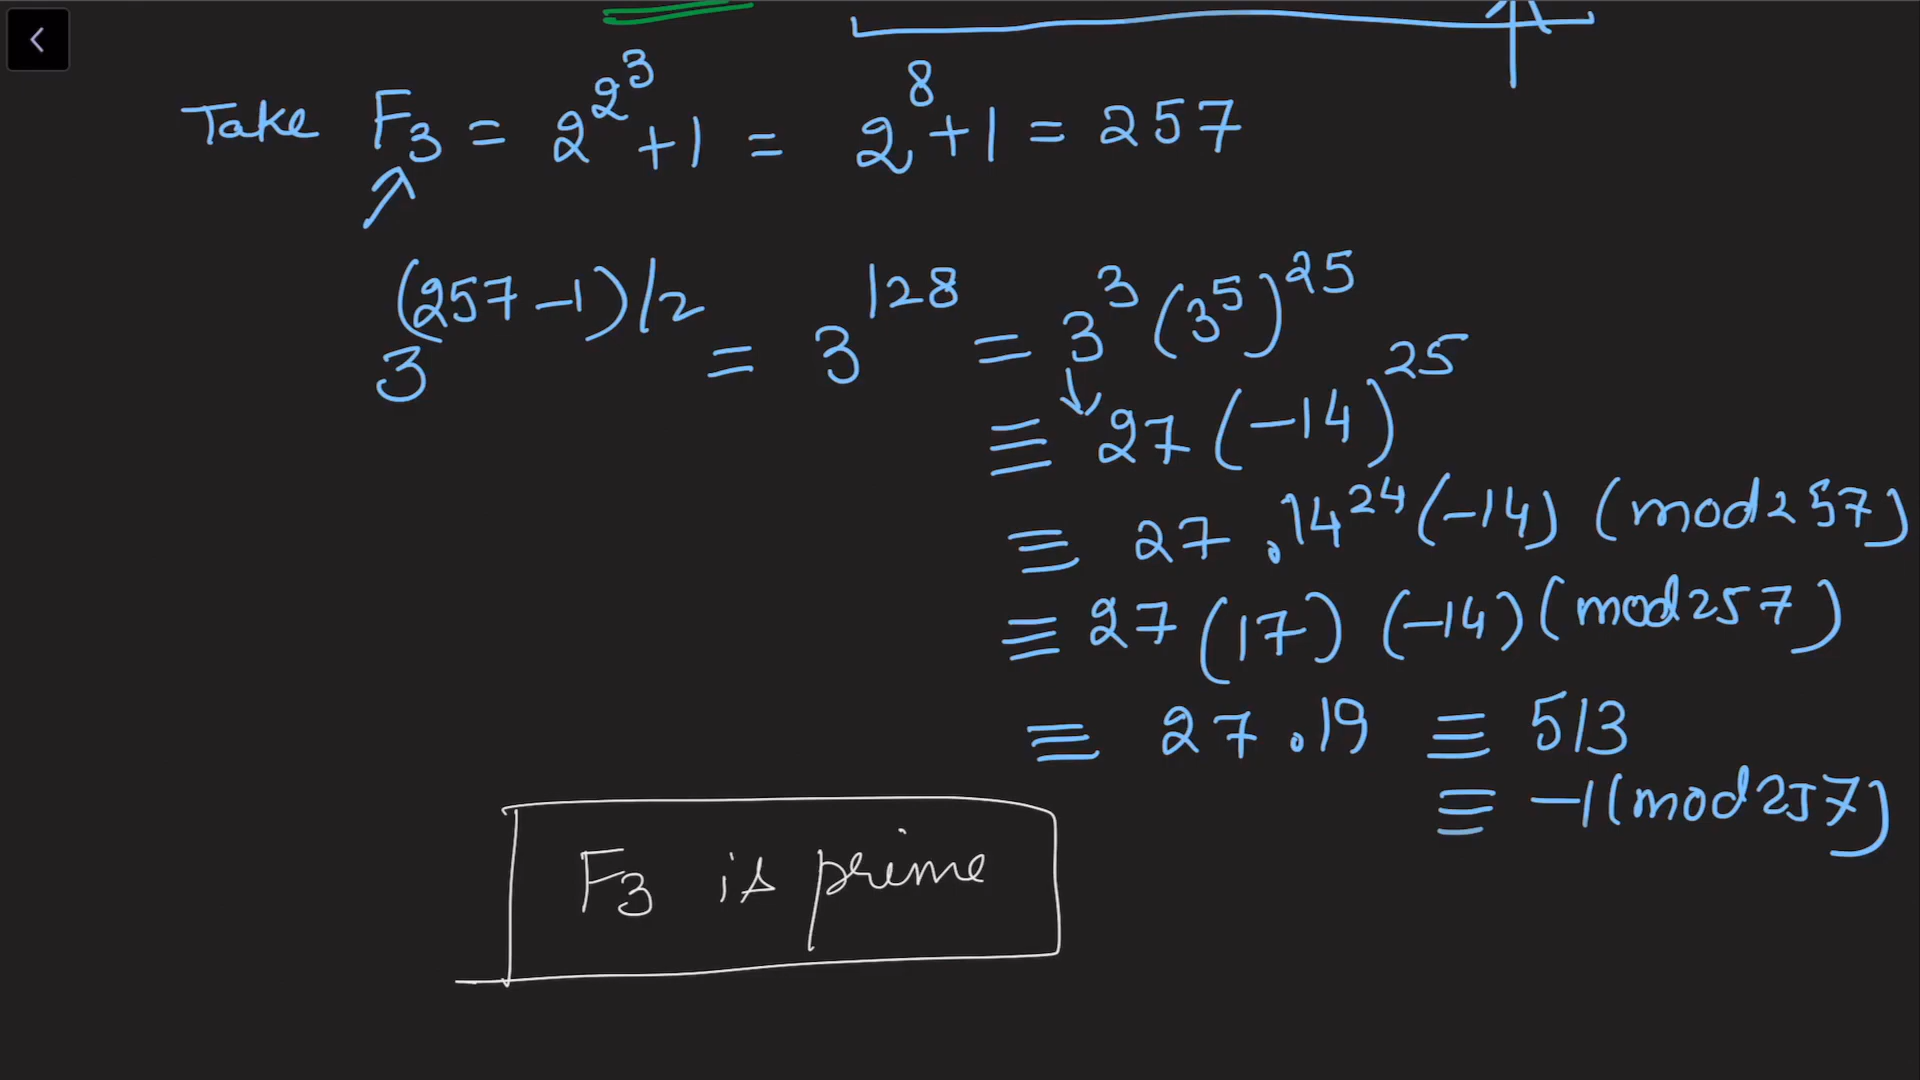 Take F₃ = 2^2^3 + 1 = 2^8 + 1 = 257
3^(257-1)/2 = 3^128 = 3^3 (3^5)^25
≡ 27 (-14)^25
≡ 27 . 14^24 (-14) (mod 257)
≡ 27 (17) (-14) (mod 257)
≡ 27 . 19 ≡ 513
≡ -1 (mod 257)
F₃ is prime